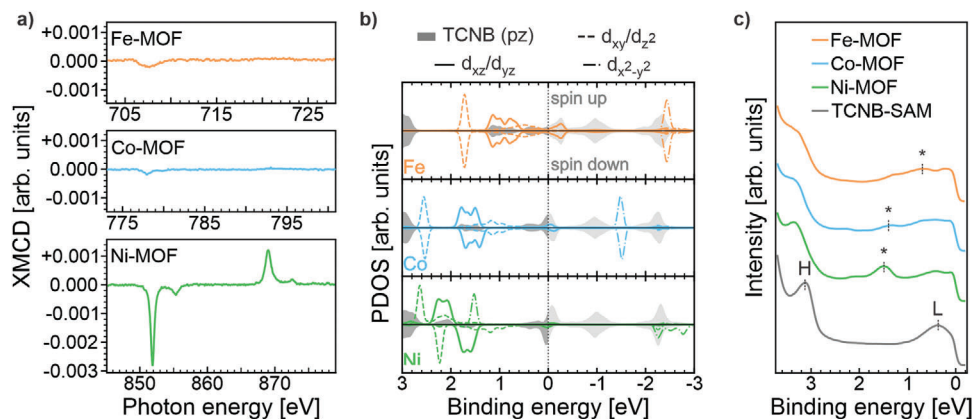 a)
XMCD [arb. units]
+0.001
0.000
-0.001
Fe-MOF
705 715 725
+0.001
0.000
-0.001
Co-MOF
775 785 795
+0.001
0.000
-0.001
-0.002
-0.003
Ni-MOF
850 860 870
Photon energy [eV]
b)
TCNB (pz)
dxy/dz2
dxz/dyz
dx2-y2
PDOS [arb. units]
spin up
spin down
Fe
Co
Ni
3 2 1 0 -1 -2 -3
Binding energy [eV]
c)
Fe-MOF
Co-MOF
Ni-MOF
TCNB-SAM
Intensity [arb. units]
*
*
*
H
L
3 2 1 0
Binding energy [eV]